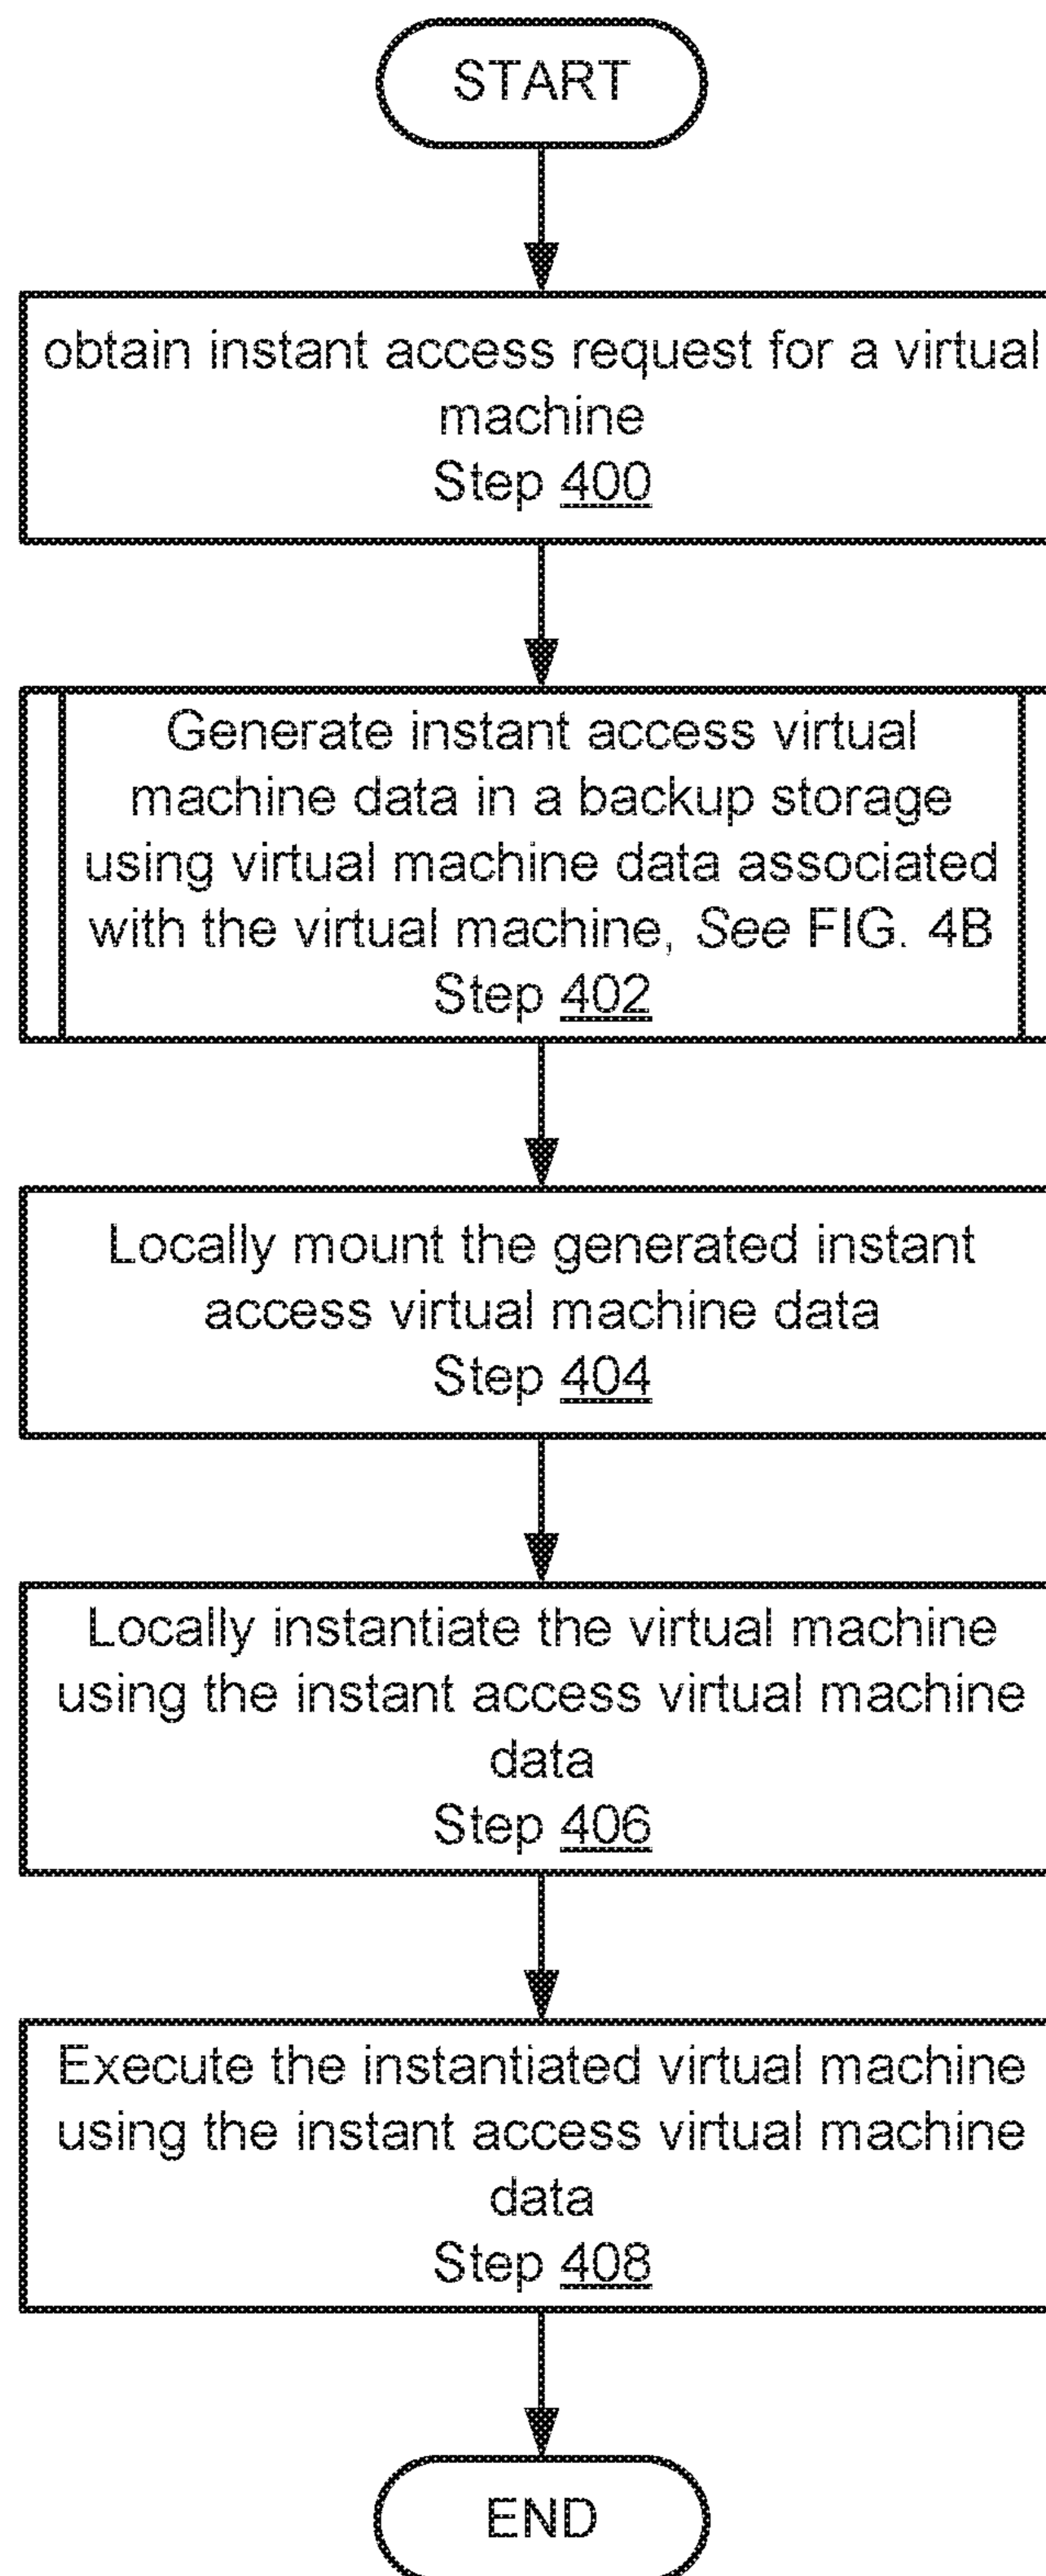 START
obtain instant access request for a virtual
machine
Step 400
Generate instant access virtual
machine data in a backup storage
using virtual machine data associated
with the virtual machine, See FIG. 4B
Step 402
Locally mount the generated instant
access virtual machine data
Step 404
Locally instantiate the virtual machine
using the instant access virtual machine
data
Step 406
Execute the instantiated virtual machine
using the instant access virtual machine
data
Step 408
END